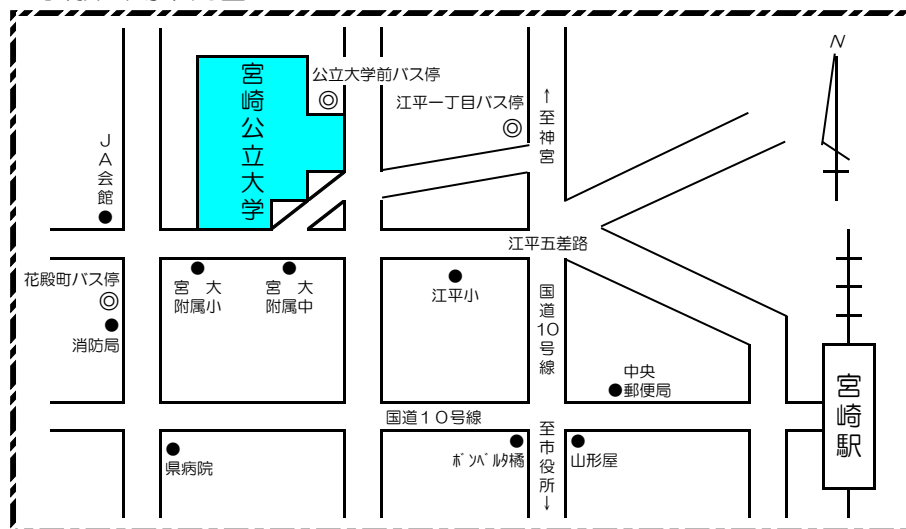 N
宮崎公立大学
公立大学前バス停
江平一丁目バス停
↑至神宮
JA会館
江平五差路
花殿町バス停
宮大
附属小
宮大
附属中
江平小
国道10号線
消防局
中央
郵便局
宮崎駅
国道10号線
県病院
ボンベルタ橘
至市役所↓
山形屋